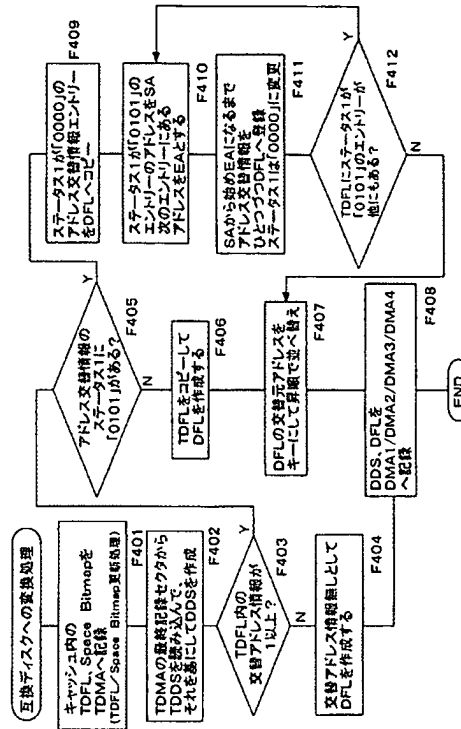 互換ディスクへの変換処理
キャッシュ内の
TDFL、Space Bitmapを
TDMAへ記録
(TDFL/Space Bitmap更新処理)
F401
TDMAの最終記録セクタから
TDDSを読み込んで、
それを基にしてDDSを作成
F402
TDFL内の
交替アドレス情報が
1以上?
F403
Y
N
交替アドレス情報無しとして
DFLを作成する
F404
アドレス交替情報の
ステータス1に
「0101」がある?
F405
Y
N
TDFLをコピーして
DFLを作成する
F406
DFLの交替元アドレスを
キーにして昇順で並べ替え
F407
DDS、DFLを
DMA1/DMA2/DMA3/DMA4
へ記録
F408
END
ステータス1が「0000」の
アドレス交替情報エントリー
をDFLへコピー
F409
ステータス1が「0101」の
エントリーのアドレスをSA
次のエントリーにある
アドレスをEAとする
F410
SAから始めEAになるまで
アドレス交替情報を
ひとつづつDFLへ登録
ステータス1は「0000」に変更
F411
TDFLにステータス1が
「0101」のエントリーが
他にもある?
F412
Y
N